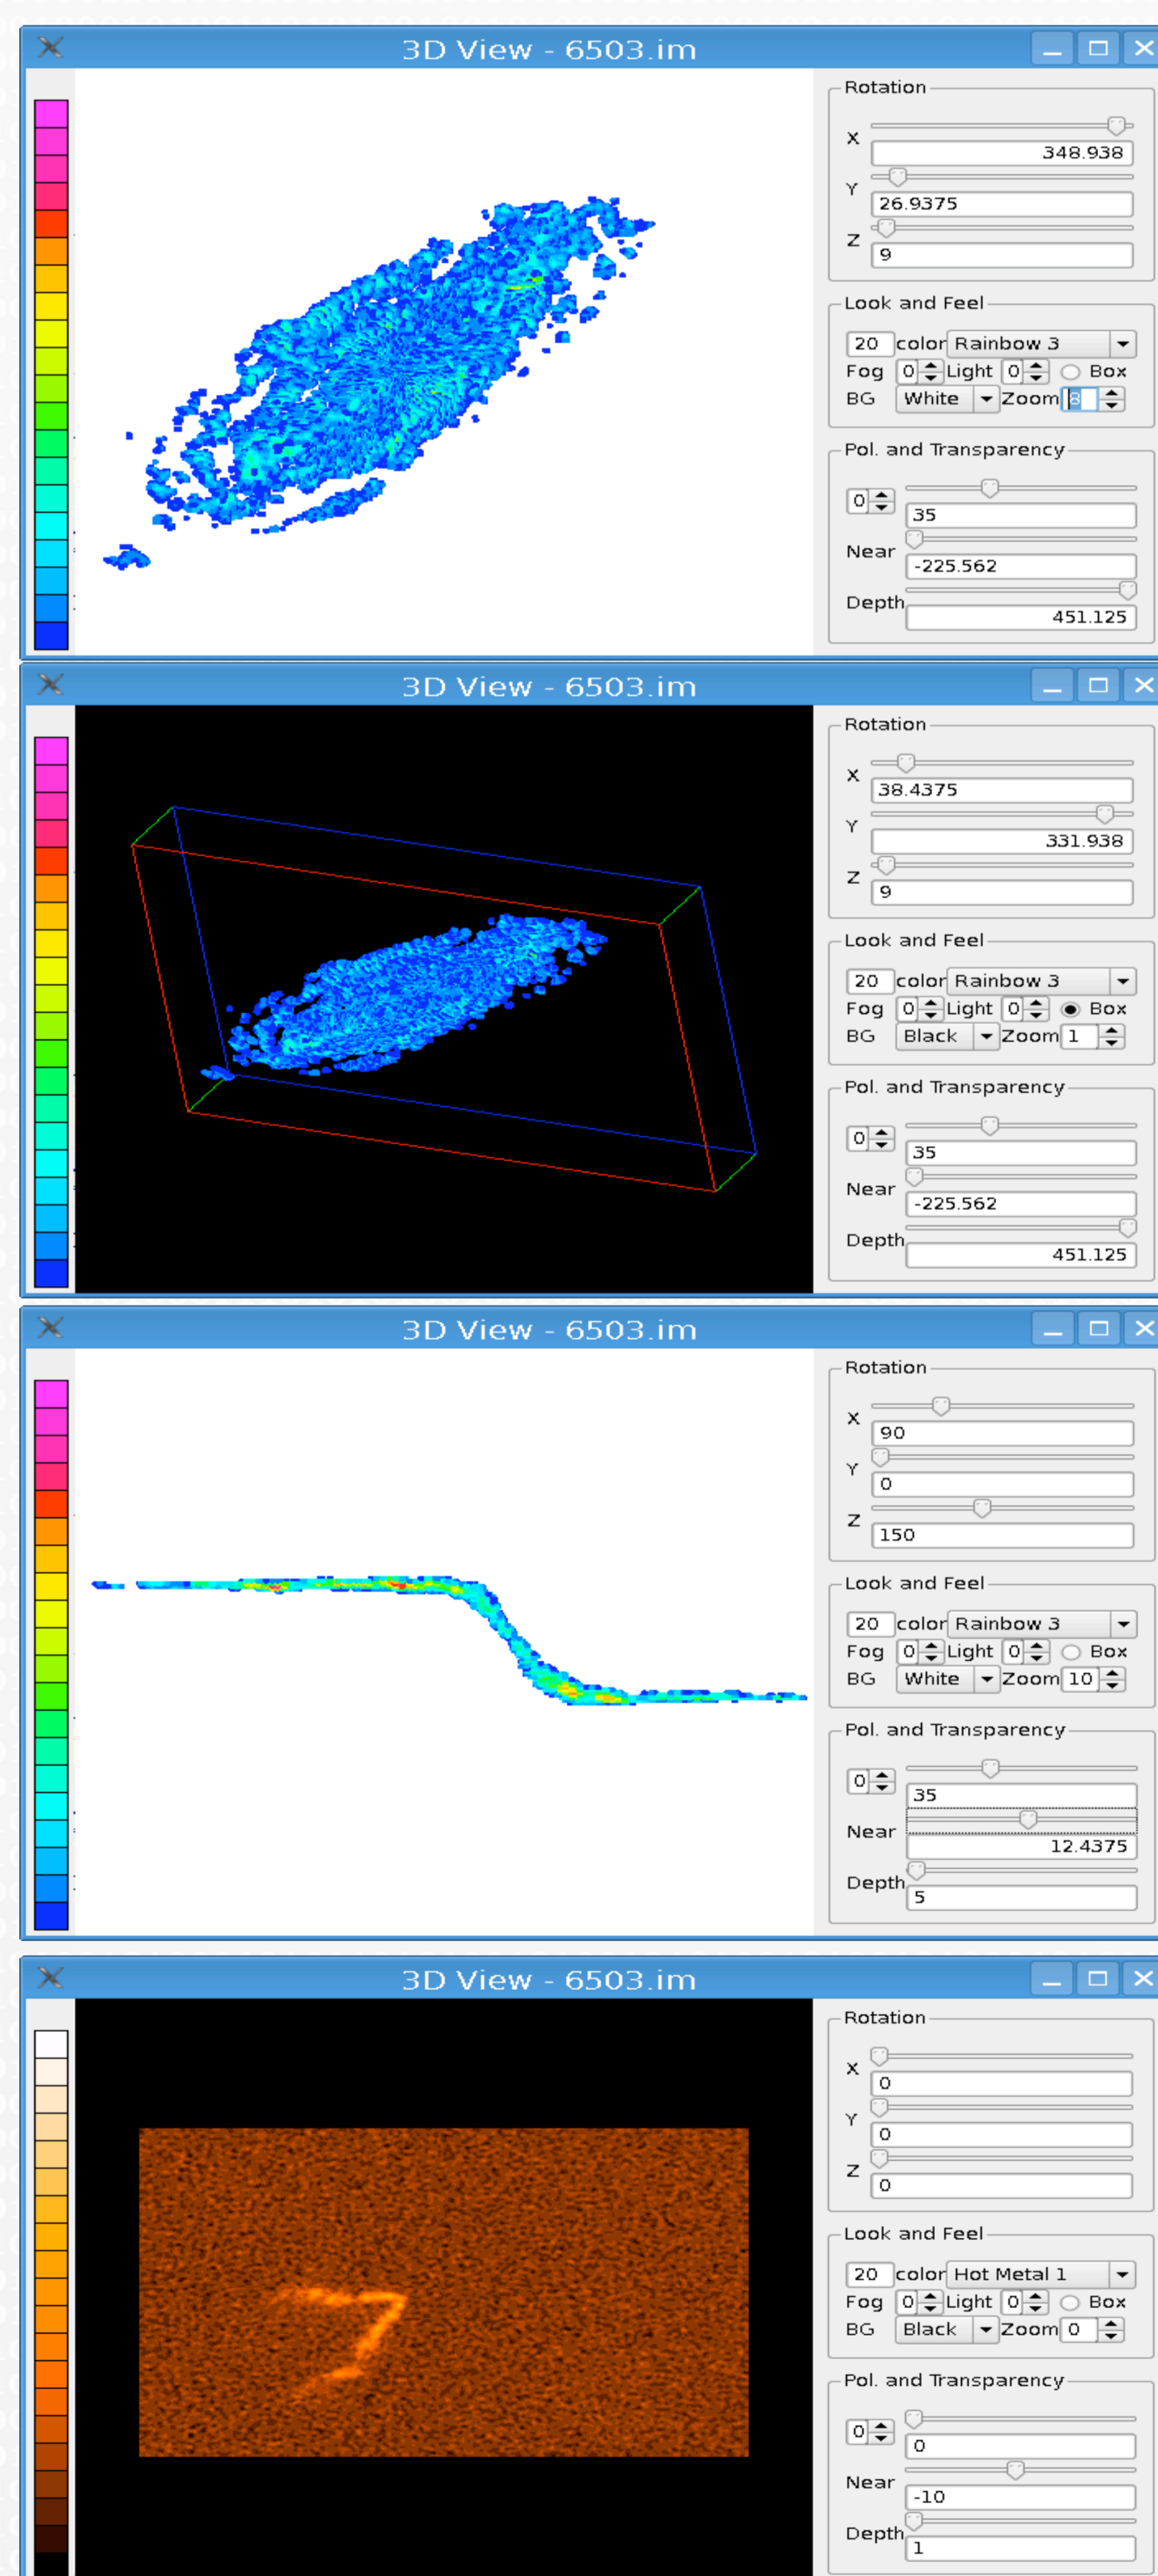 3D View - 6503.im
Rotation
X
348.938
Y
26.9375
Z
9
Look and Feel
20 color Rainbow 3
Fog 0 Light 0 Box
BG White Zoom 8
Pol. and Transparency
0
35
Near
-225.562
Depth
451.125
3D View - 6503.im
Rotation
X
38.4375
Y
331.938
Z
9
Look and Feel
20 color Rainbow 3
Fog 0 Light 0 Box
BG Black Zoom 1
Pol. and Transparency
0
35
Near
-225.562
Depth
451.125
3D View - 6503.im
Rotation
X
90
Y
0
Z
150
Look and Feel
20 color Rainbow 3
Fog 0 Light 0 Box
BG White Zoom 10
Pol. and Transparency
0
35
Near
12.4375
Depth
5
3D View - 6503.im
Rotation
X
0
Y
0
Z
0
Look and Feel
20 color Hot Metal 1
Fog 0 Light 0 Box
BG Black Zoom 0
Pol. and Transparency
0
0
Near
-10
Depth
1